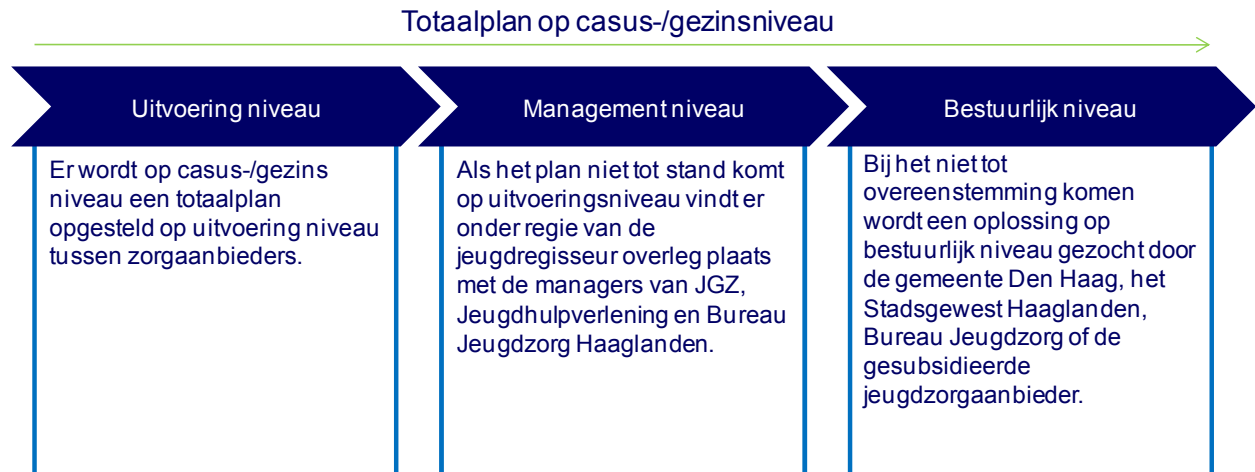 Totaalplan op casus-/gezinsniveau
Uitvoering niveau
Er wordt op casus-/gezins
niveau een totaalplan
opgesteld op uitvoering niveau
tussen zorgaanbieders.
Management niveau
Als het plan niet tot stand komt
op uitvoeringsniveau vindt er
onder regie van de
jeugdregisseur overleg plaats
met de managers van JGZ,
Jeugdhulpverlening en Bureau
Jeugdzorg Haaglanden.
Bestuurlijk niveau
Bij het niet tot
overeenstemming komen
wordt een oplossing op
bestuurlijk niveau gezocht door
de gemeente Den Haag, het
Stadsgewest Haaglanden,
Bureau Jeugdzorg of de
gesubsidieerde
jeugdzorgaanbieder.